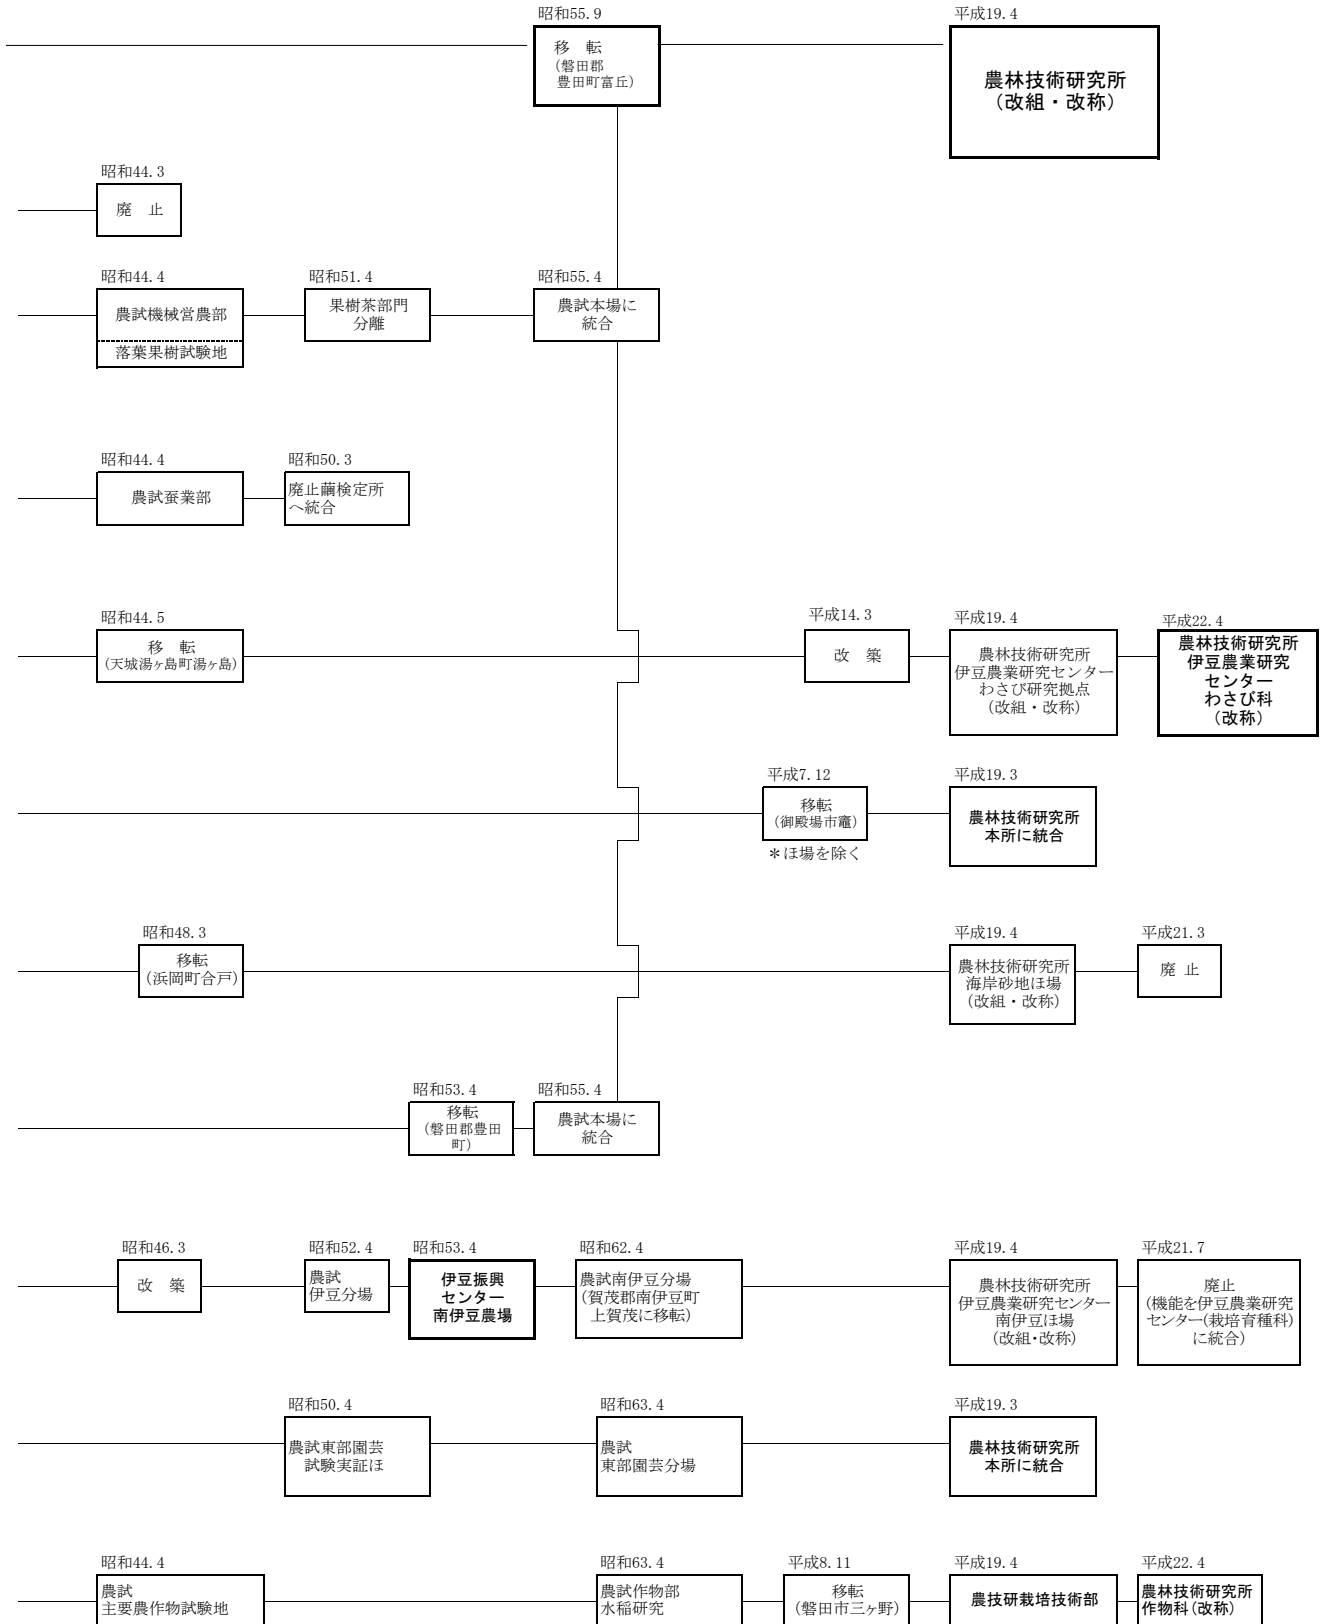 昭和55.9
移　転
(磐田郡
豊田町富丘)
平成19.4
農林技術研究所
(改組・改称)
昭和44.3
廃　止
昭和44.4
農試機械営農部
落葉果樹試験地
昭和51.4
果樹茶部門
分離
昭和55.4
農試本場に
統合
昭和44.4
農試蚕業部
昭和50.3
廃止繭検定所
へ統合
昭和44.5
移　転
(天城湯ヶ島町湯ヶ島)
平成14.3
改　築
平成19.4
農林技術研究所
伊豆農業研究センター
わさび研究拠点
(改組・改称)
平成22.4
農林技術研究所
伊豆農業研究
センター
わさび科
(改称)
平成7.12
移転
(御殿場市竈)
＊ほ場を除く
平成19.3
農林技術研究所
本所に統合
昭和48.3
移転
(浜岡町合戸)
平成19.4
農林技術研究所
海岸砂地ほ場
(改組・改称)
平成21.3
廃 止
昭和53.4
移転
(磐田郡豊田
町)
昭和55.4
農試本場に
統合
昭和46.3
改　築
昭和52.4
農試
伊豆分場
昭和53.4
伊豆振興
センター
南伊豆農場
昭和62.4
農試南伊豆分場
(賀茂郡南伊豆町
上賀茂に移転)
平成19.4
農林技術研究所
伊豆農業研究センター
南伊豆ほ場
(改組･改称)
平成21.7
廃止
(機能を伊豆農業研究
センター(栽培育種科)
に統合)
昭和50.4
農試東部園芸
試験実証ほ
昭和63.4
農試
東部園芸分場
平成19.3
農林技術研究所
本所に統合
昭和44.4
農試
主要農作物試験地
昭和63.4
農試作物部
水稲研究
平成8.11
移転
(磐田市三ヶ野)
平成19.4
農技研栽培技術部
平成22.4
農林技術研究所
作物科(改称)